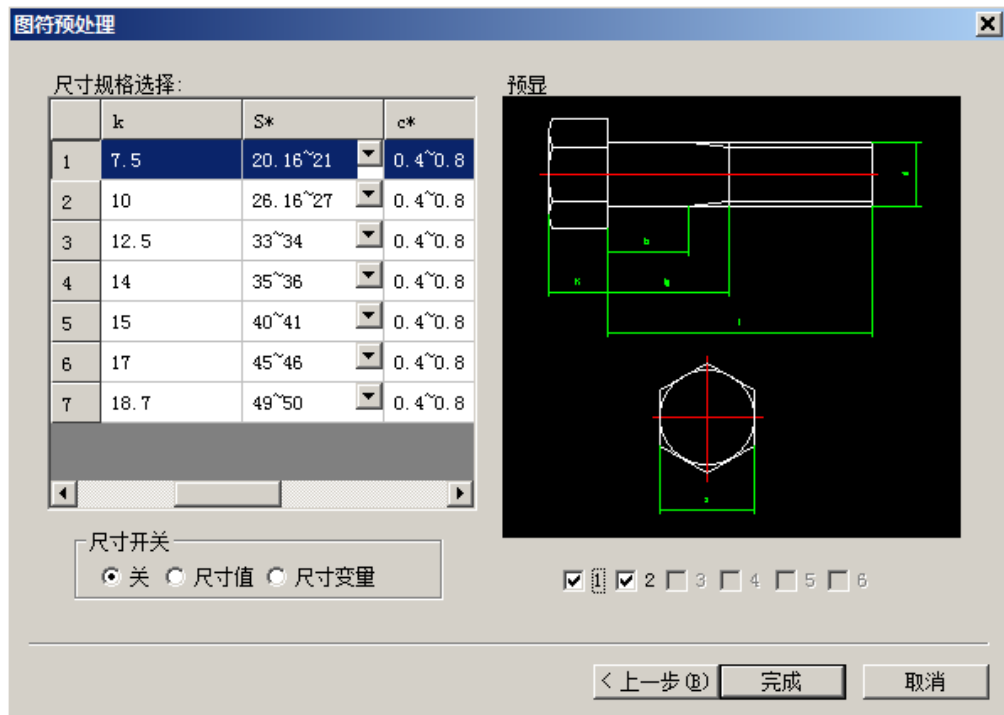 图符预处理
尺寸规格选择:
预显
k S* c*
1 7.5 20.16~21 0.4~0.8
2 10 26.16~27 0.4~0.8
3 12.5 33~34 0.4~0.8
4 14 35~36 0.4~0.8
5 15 40~41 0.4~0.8
6 17 45~46 0.4~0.8
7 18.7 49~50 0.4~0.8
b
l
尺寸开关
关 尺寸值 尺寸变量
1 2 3 4 5 6
<上一步(B) 完成 取消